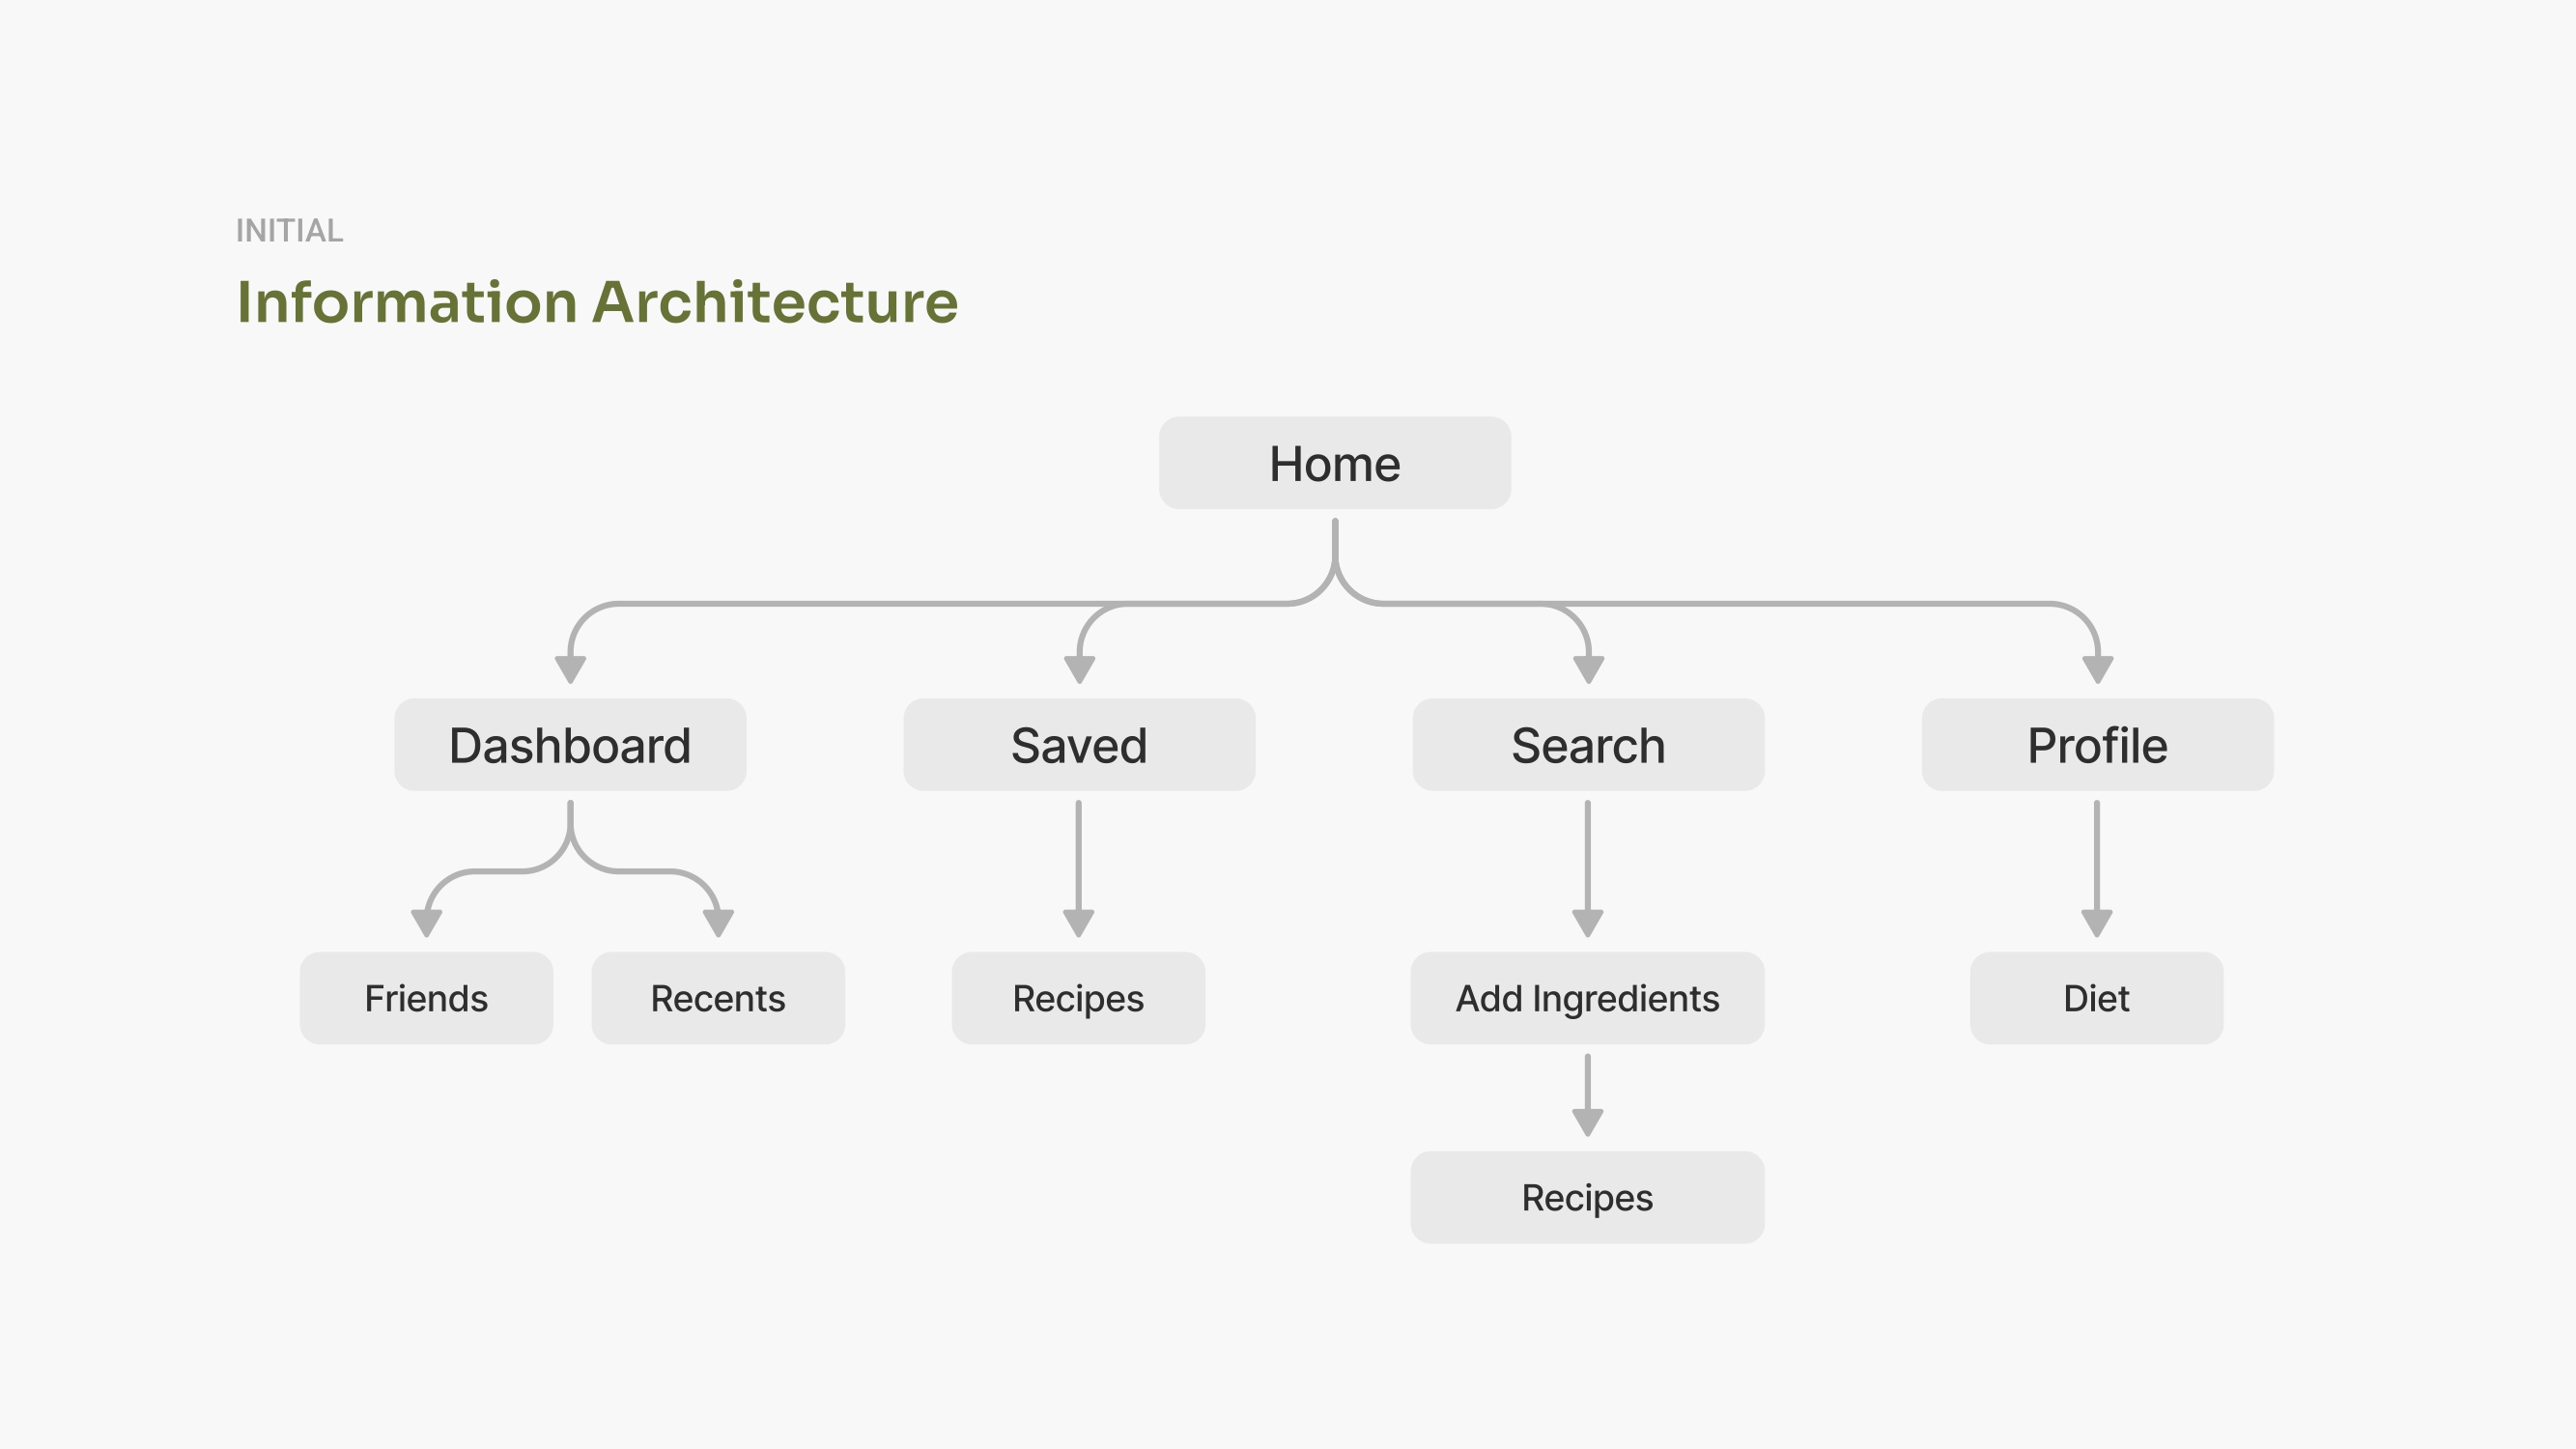 INITIAL
Information Architecture
Home
Dashboard
Saved
Search
Profile
Friends
Recents
Recipes
Add Ingredients
Diet
Recipes